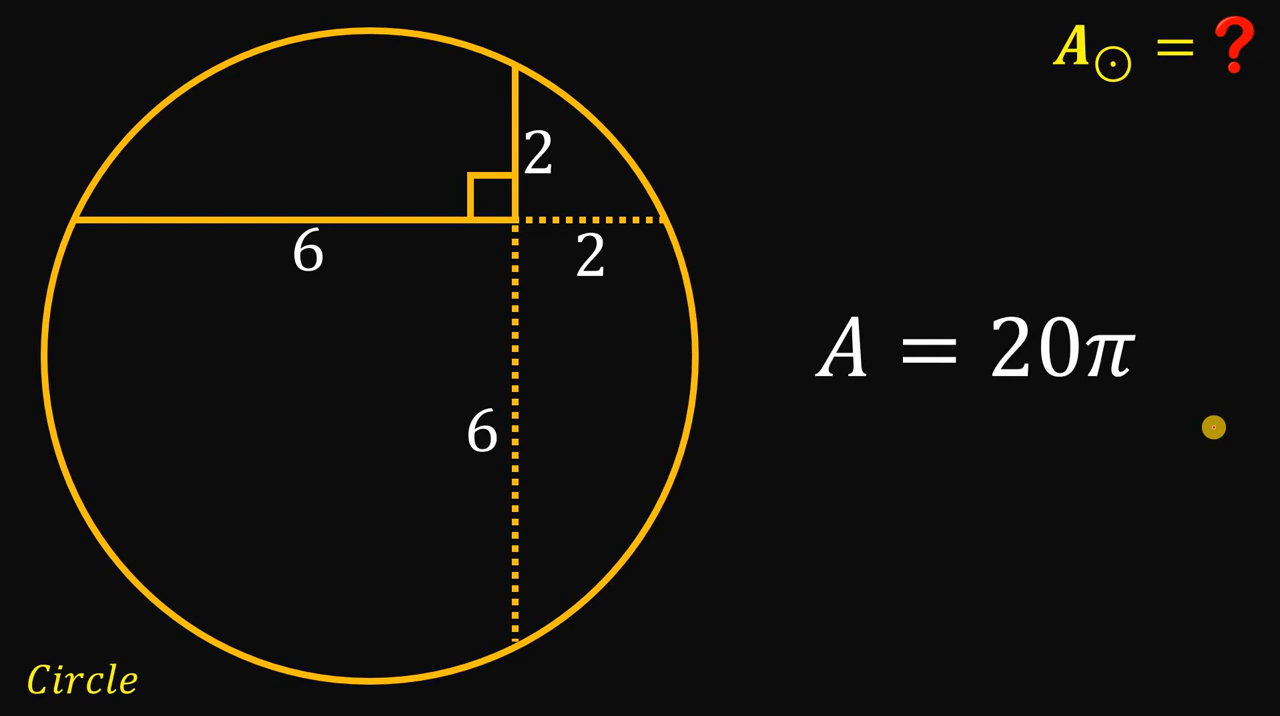 A⊙ = ❓
2
6
2
A = 20π
6
Circle